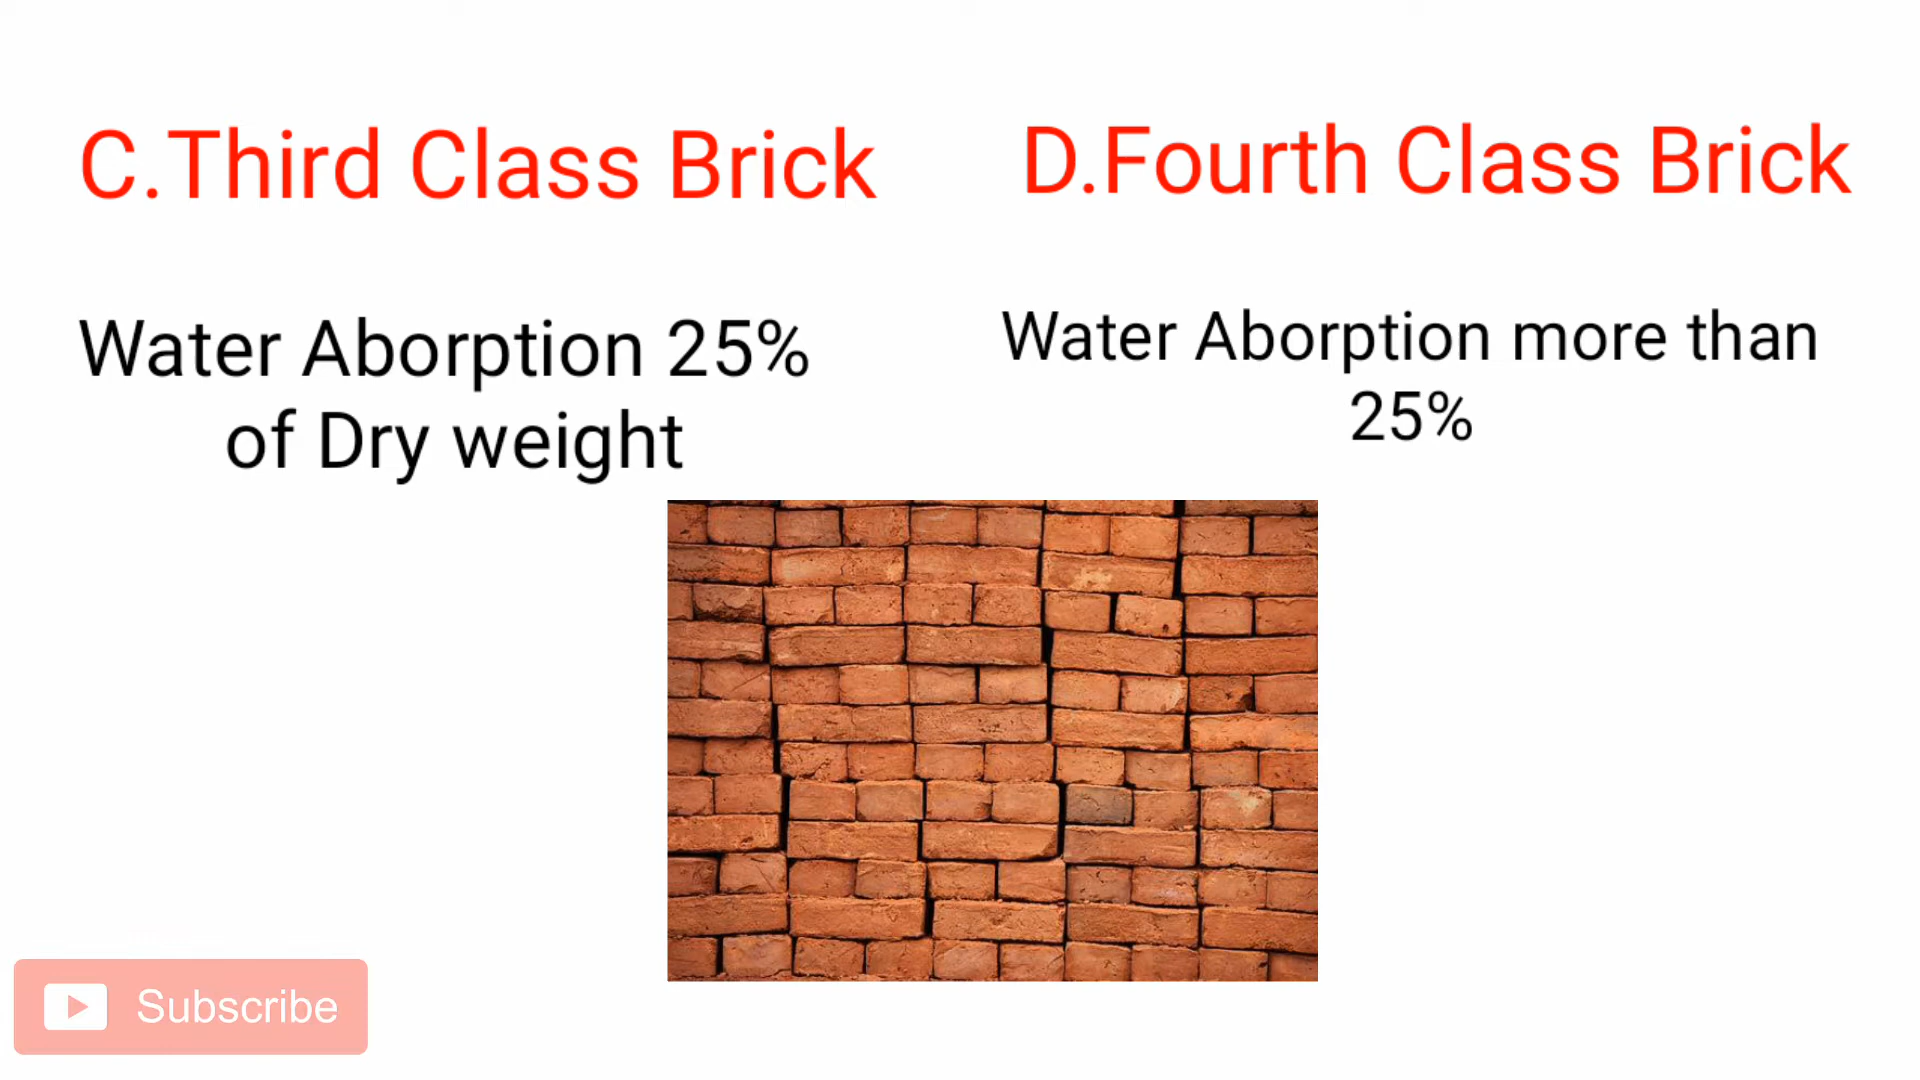 C.Third Class Brick
Water Aborption 25%
of Dry weight
D.Fourth Class Brick
Water Aborption more than
25%
Subscribe